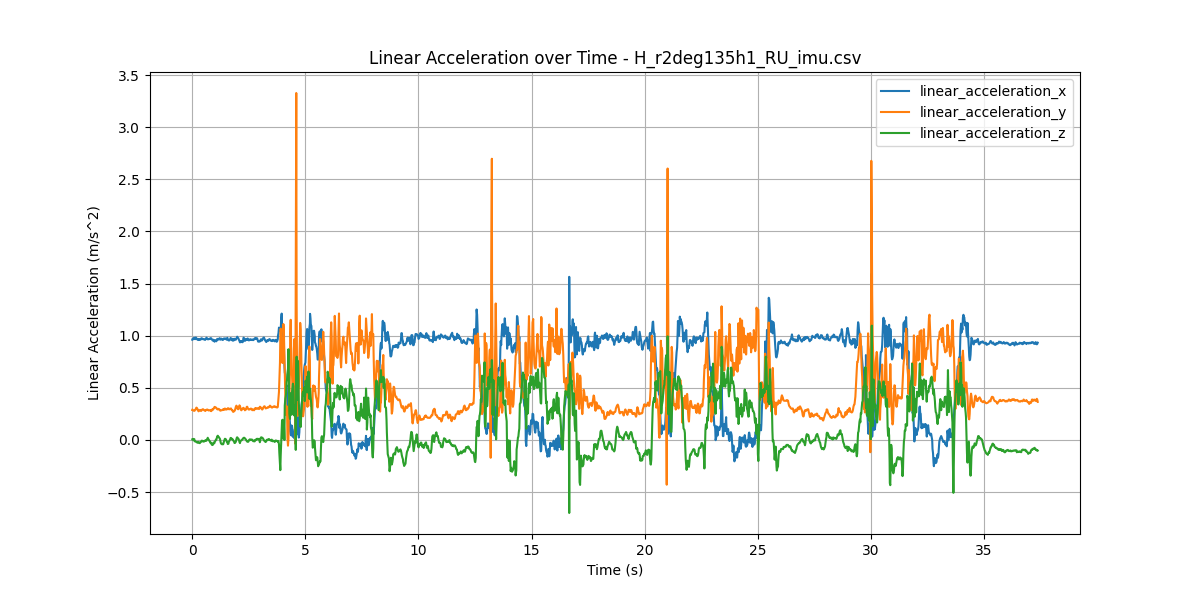 Linear Acceleration over Time - H_r2deg135h1_RU_imu.csv
linear_acceleration_x
linear_acceleration_y
linear_acceleration_z
Linear Acceleration (m/s^2)
3.5
3.0
2.5
2.0
1.5
1.0
0.5
0.0
−0.5
0 5 10 15 20 25 30 35
Time (s)